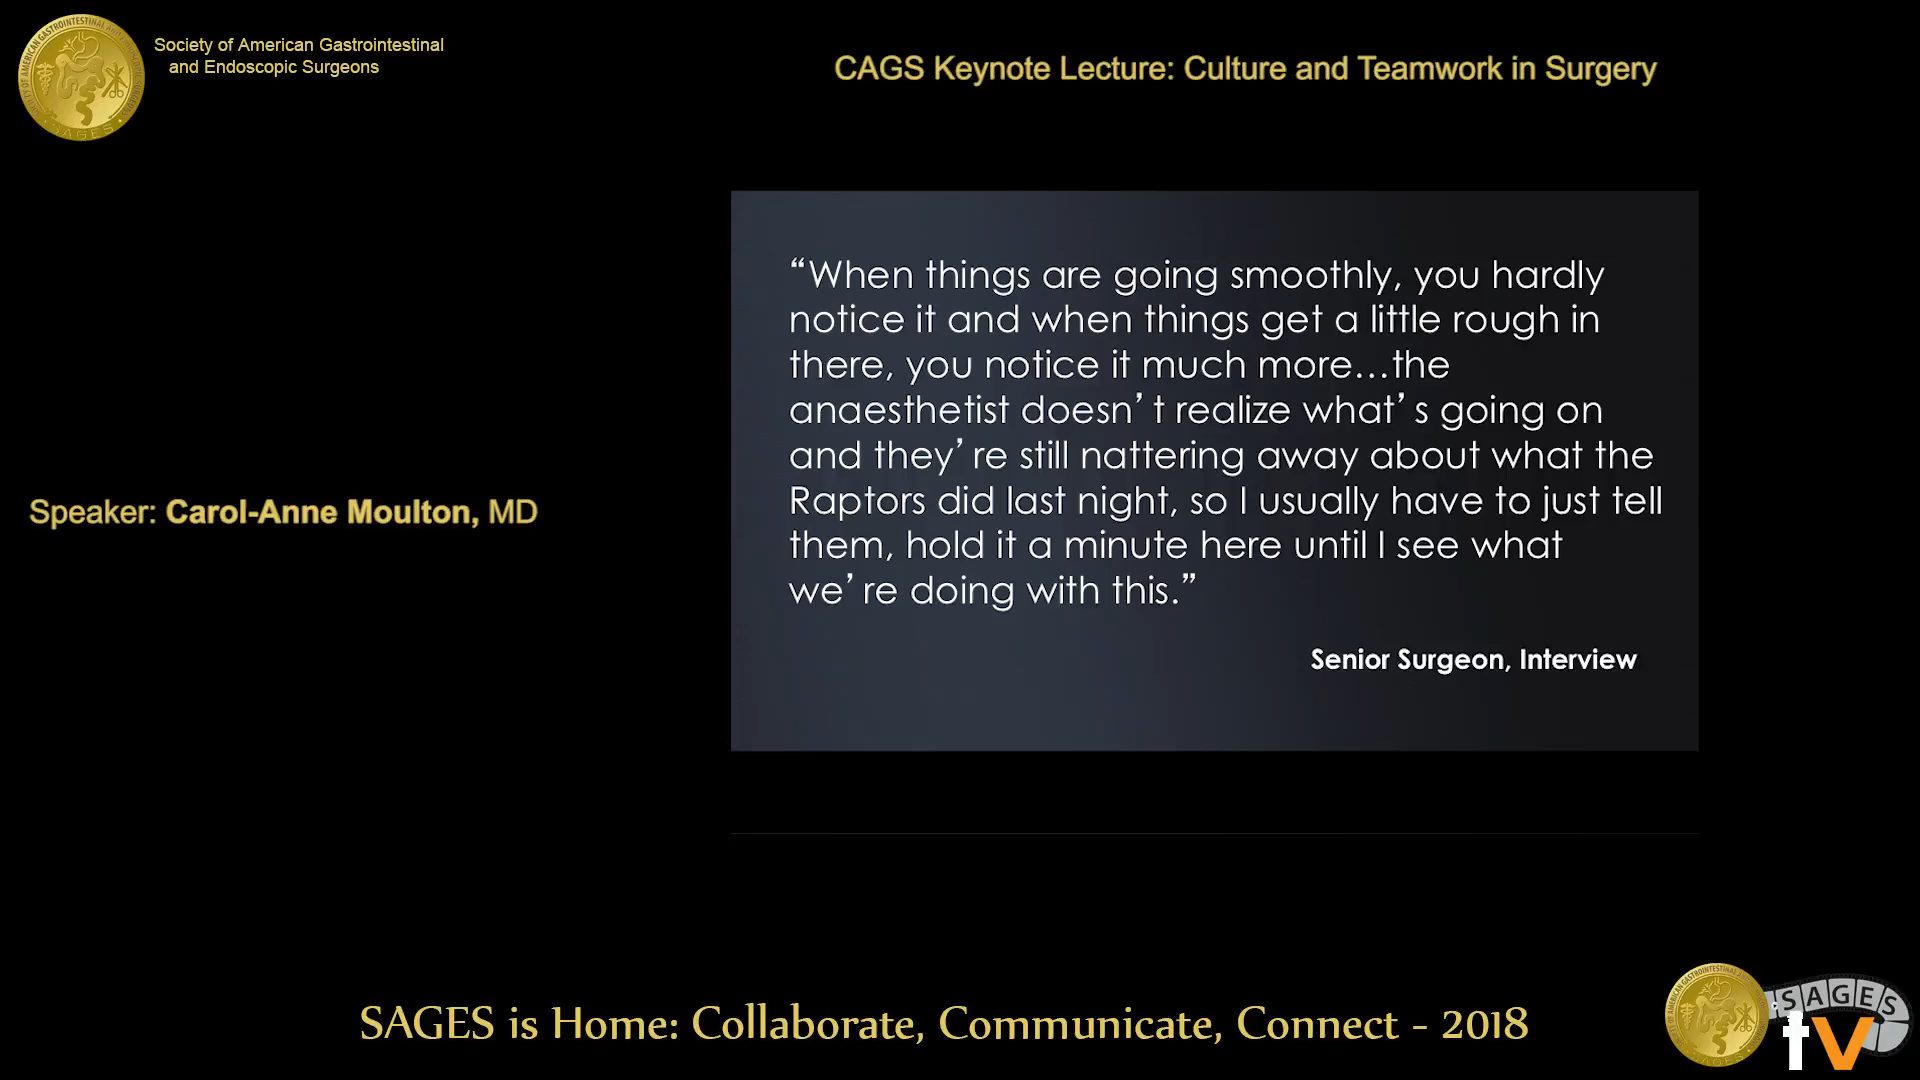 Society of American Gastrointestinal
and Endoscopic Surgeons
CAGS Keynote Lecture: Culture and Teamwork in Surgery
“When things are going smoothly, you hardly
notice it and when things get a little rough in
there, you notice it much more…the
anaesthetist doesn’t realize what’s going on
and they’re still nattering away about what the
Raptors did last night, so I usually have to just tell
them, hold it a minute here until I see what
we’re doing with this.”
Senior Surgeon, Interview
Speaker: Carol-Anne Moulton, MD
SAGES is Home: Collaborate, Communicate, Connect - 2018
SAGES
tv